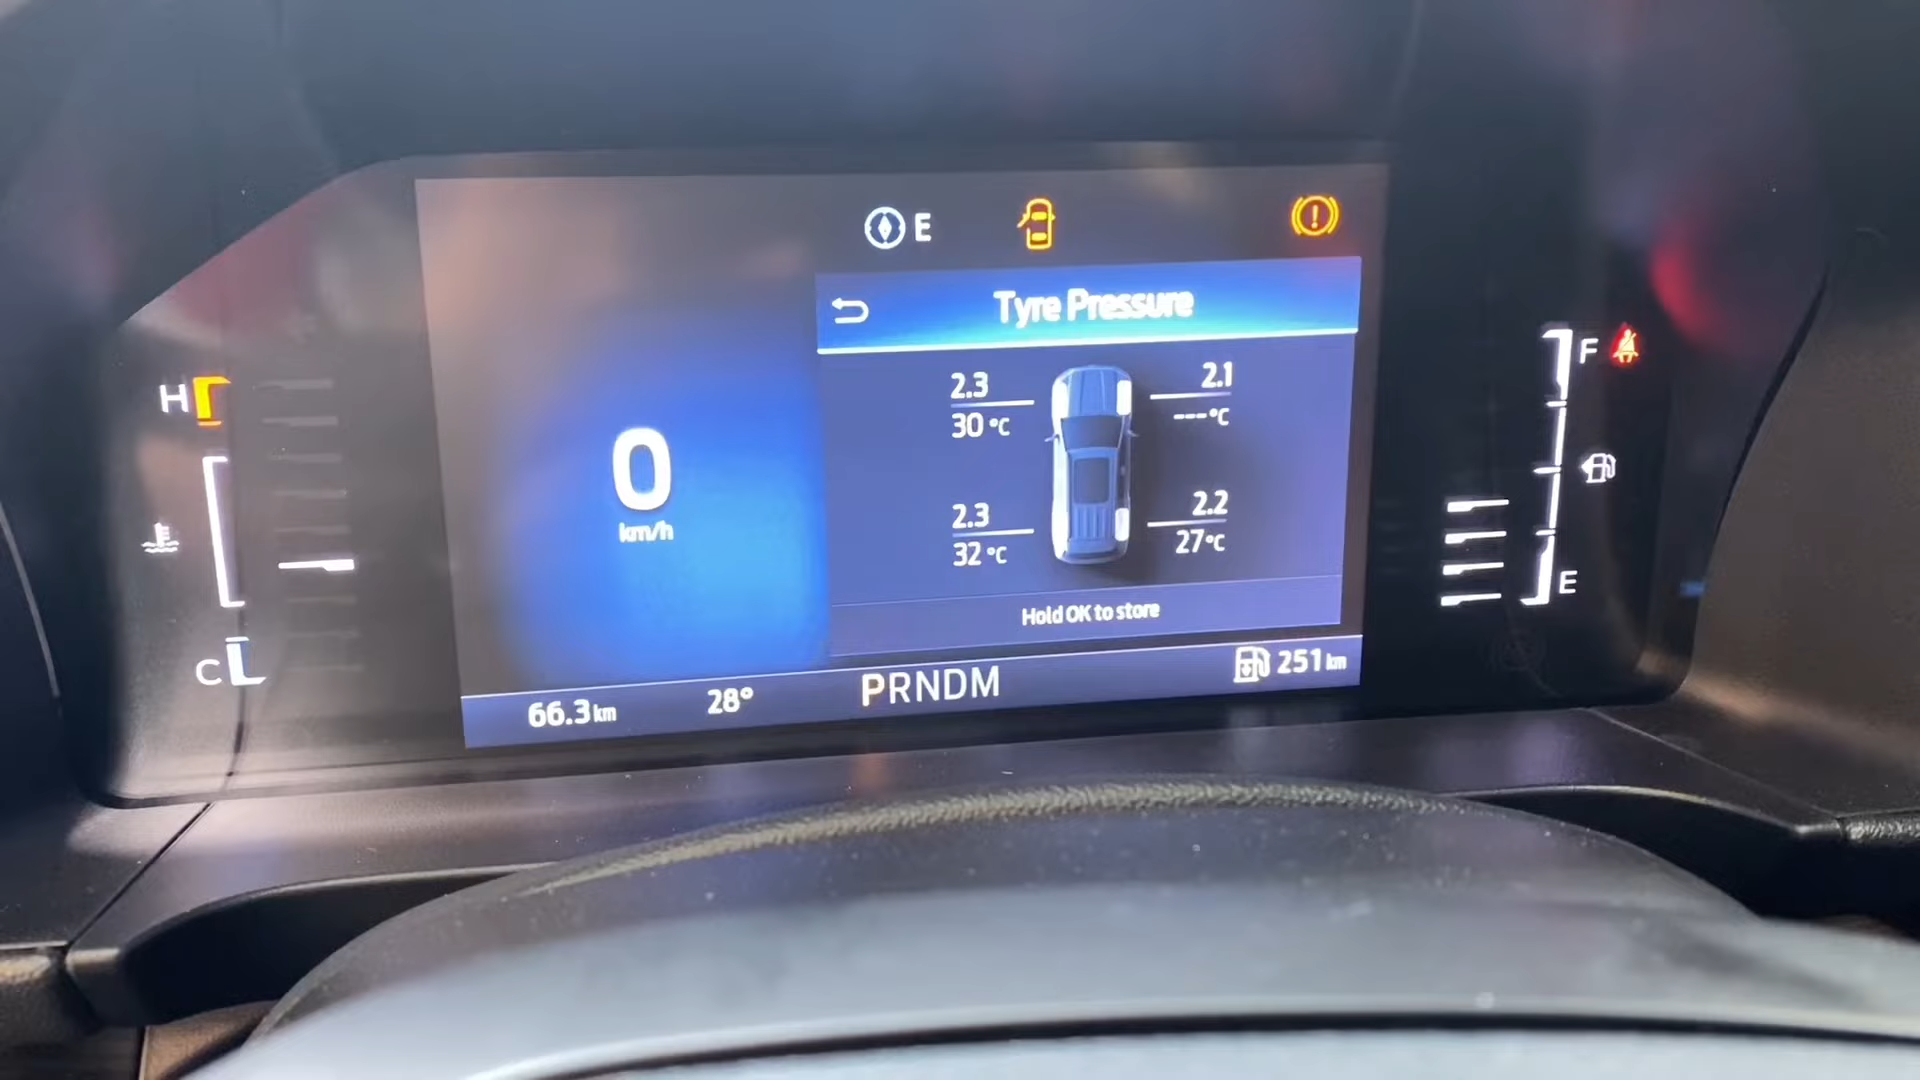 E
Tyre Pressure
2.3
30 °C
2.1
---°C
2.3
32 °C
2.2
27°C
Hold OK to store
0
km/h
66.3 km
28°
PRNDM
251 km
H
C
F
E